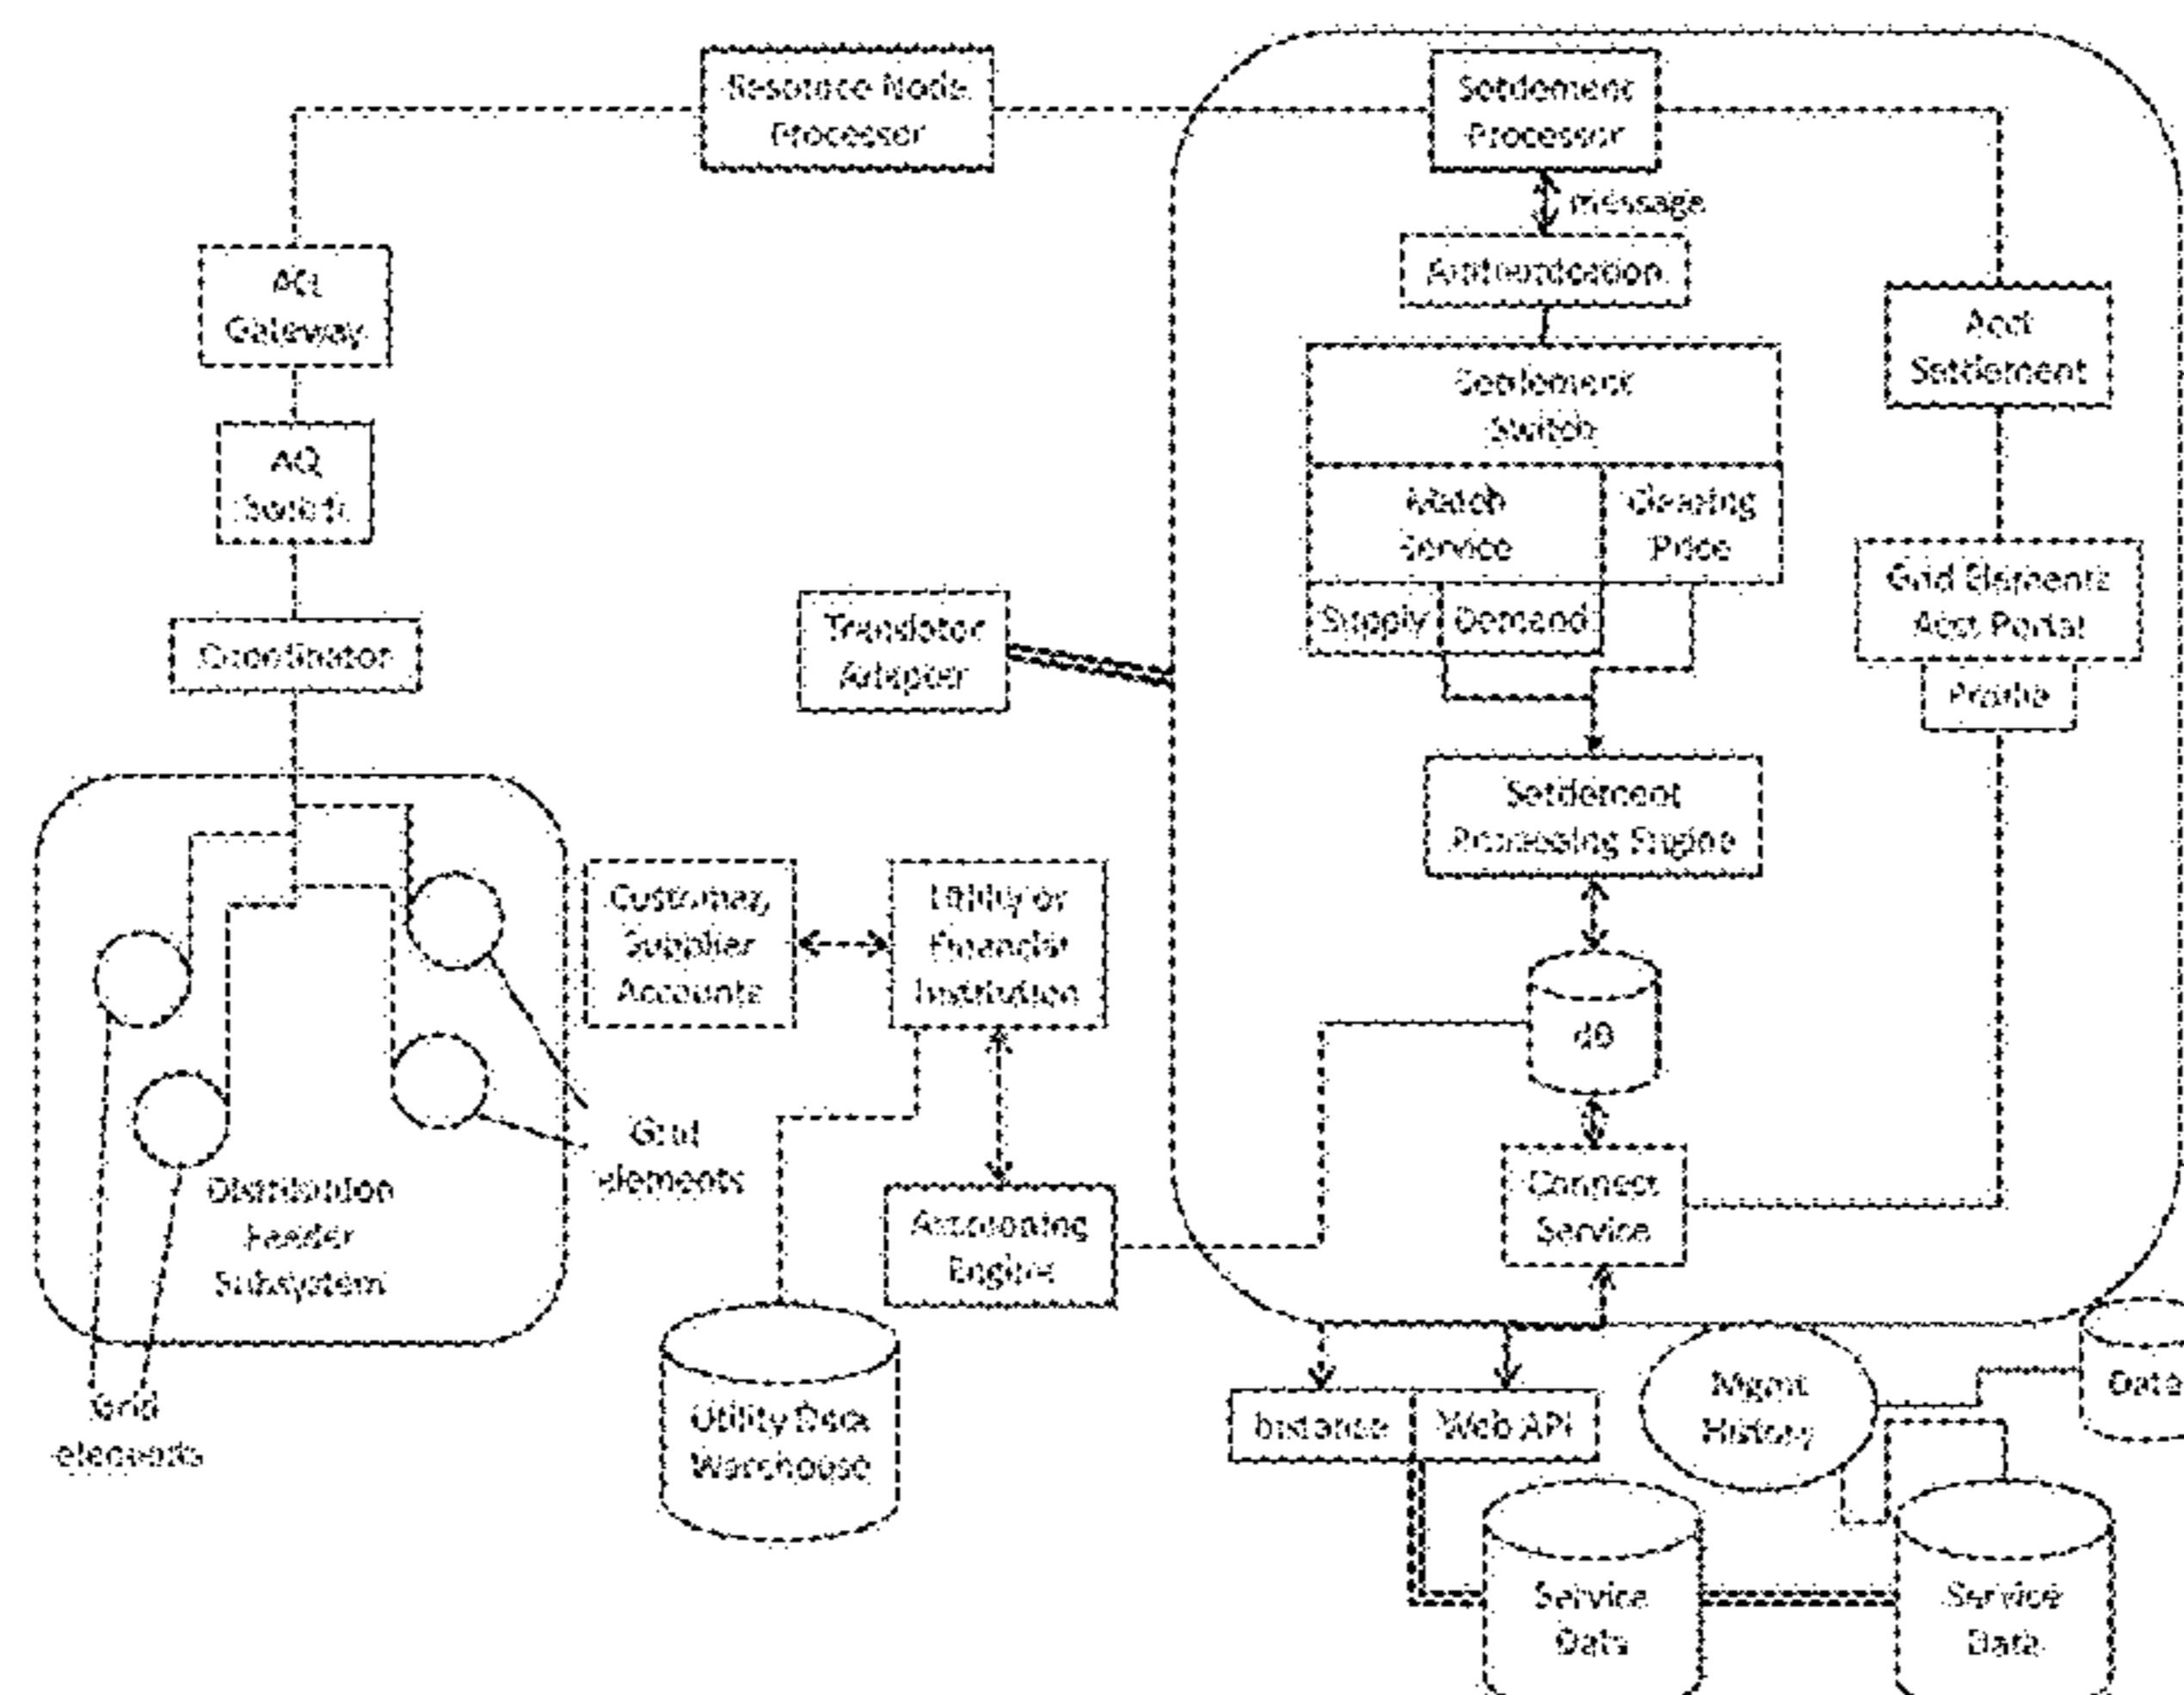 Resource Node
Processor
Settlement
Processor
message
Authentication
Gateway
Acct
Settlement
Settlement
Switch
AQ
Switch
Match
Service
Clearing
Price
Supply
Demand
Grid Elements
Acct Portal
Profile
Coordinator
Translator
Adapter
Settlement
Processing Engine
Customer,
Supplier
Accounts
Utility or
Financial
Institution
dB
Grid
elements
Distribution
Feeder
Subsystem
Engine
Connect
Service
Grid
elements
Utility Data
Warehouse
Instance
Web API
Mgmt
History
Data
Service
Data
Service
Data